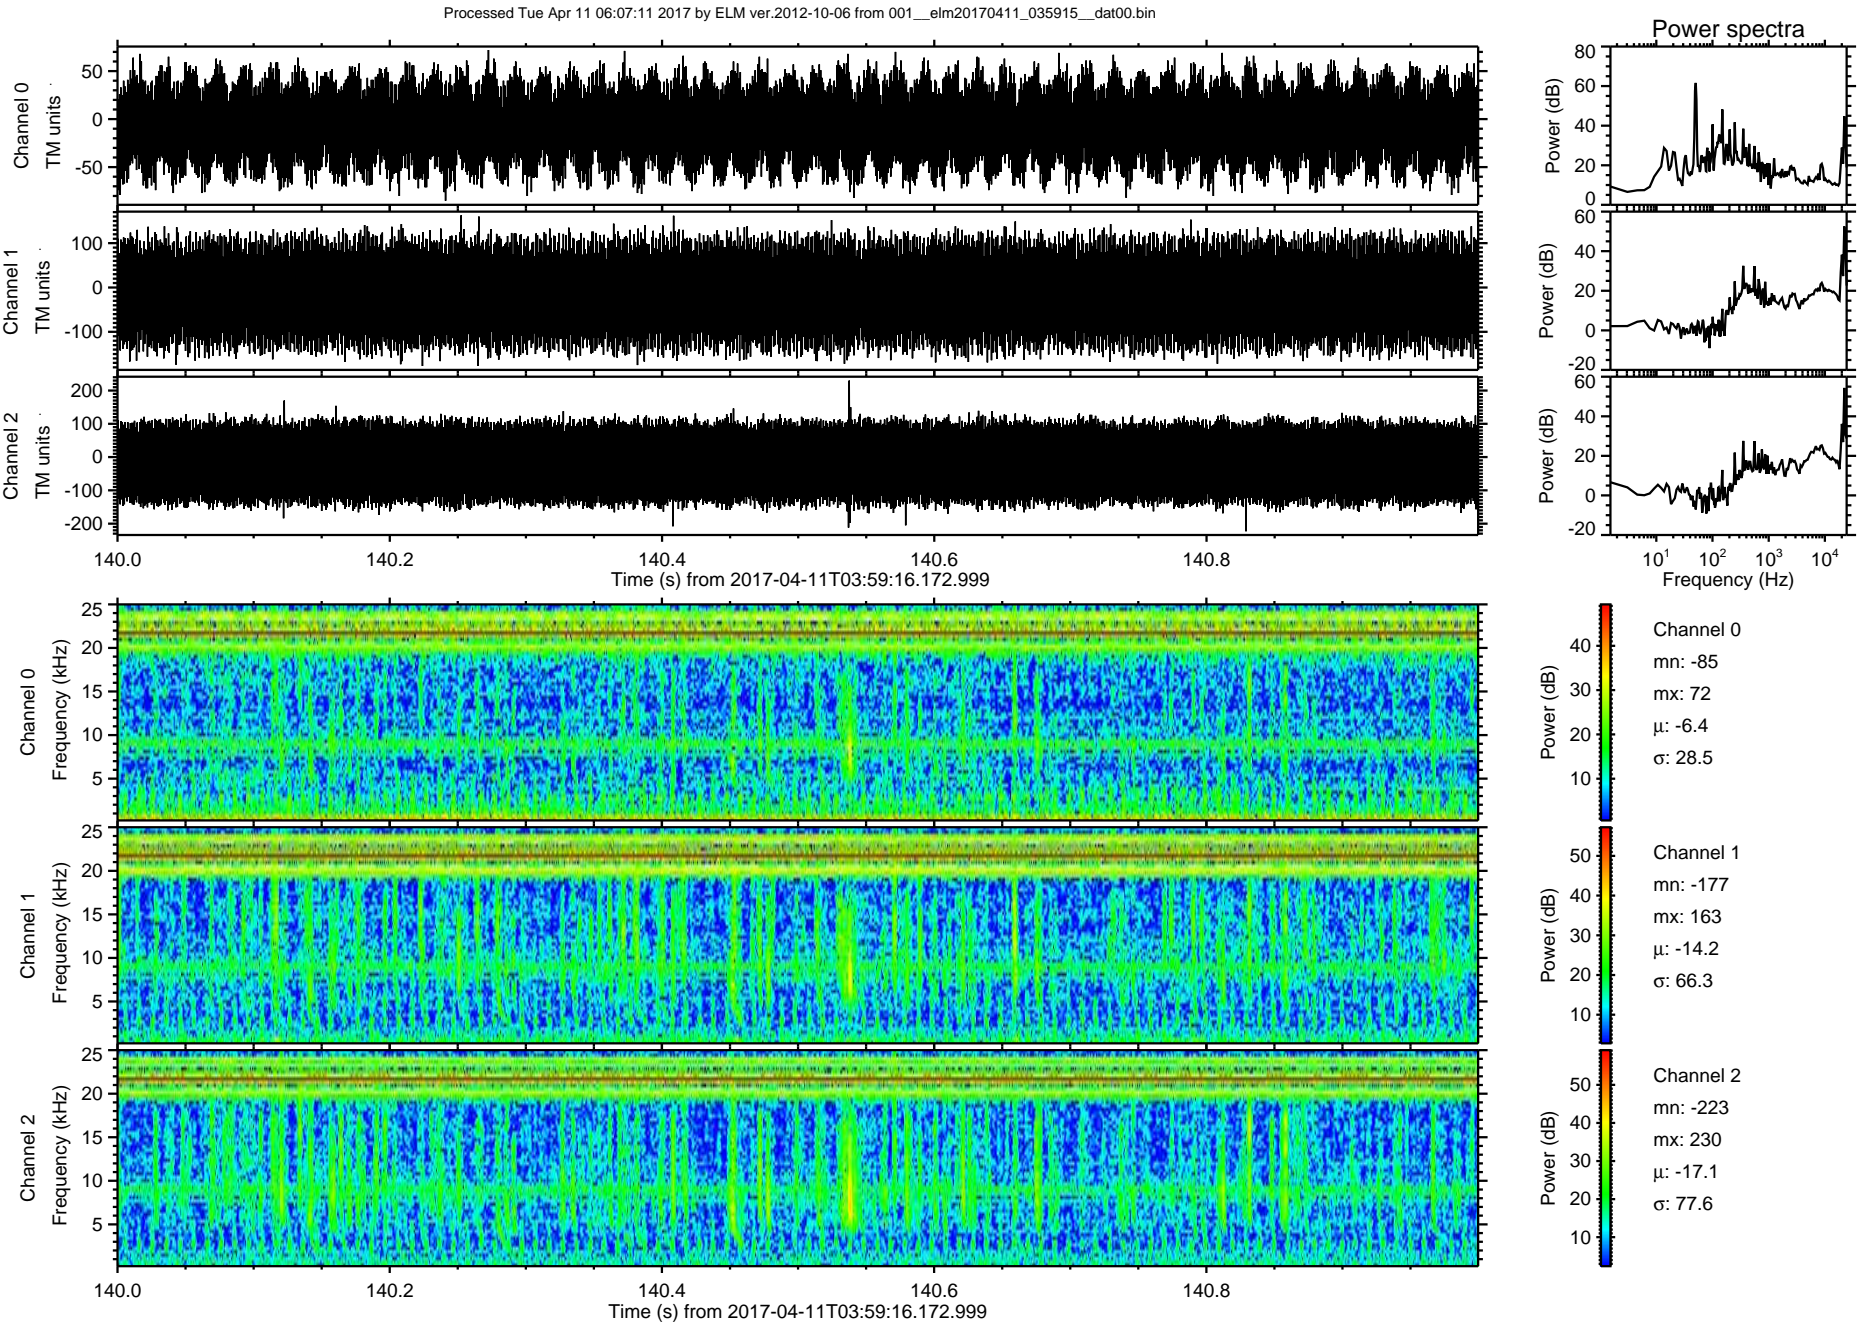 Processed Tue Apr 11 06:07:11 2017 by ELM ver.2012-10-06 from 001__elm20170411_035915__dat00.bin
Power spectra
Channel 0
TM units
50
0
-50
Power (dB)
80
60
40
20
0
Channel 1
TM units
100
0
-100
Power (dB)
60
40
20
0
-20
Channel 2
TM units
200
100
0
-100
-200
Power (dB)
60
40
20
0
-20
140.0 140.2 140.4 140.6 140.8
Time (s) from 2017-04-11T03:59:16.172.999
10¹ 10² 10³ 10⁴
Frequency (Hz)
Channel 0
Frequency (kHz)
25
20
15
10
5
Power (dB)
40
30
20
10
Channel 0
mn: -85
mx: 72
µ: -6.4
σ: 28.5
Channel 1
Frequency (kHz)
25
20
15
10
5
Power (dB)
50
40
30
20
10
Channel 1
mn: -177
mx: 163
µ: -14.2
σ: 66.3
Channel 2
Frequency (kHz)
25
20
15
10
5
Power (dB)
50
40
30
20
10
Channel 2
mn: -223
mx: 230
µ: -17.1
σ: 77.6
140.0 140.2 140.4 140.6 140.8
Time (s) from 2017-04-11T03:59:16.172.999